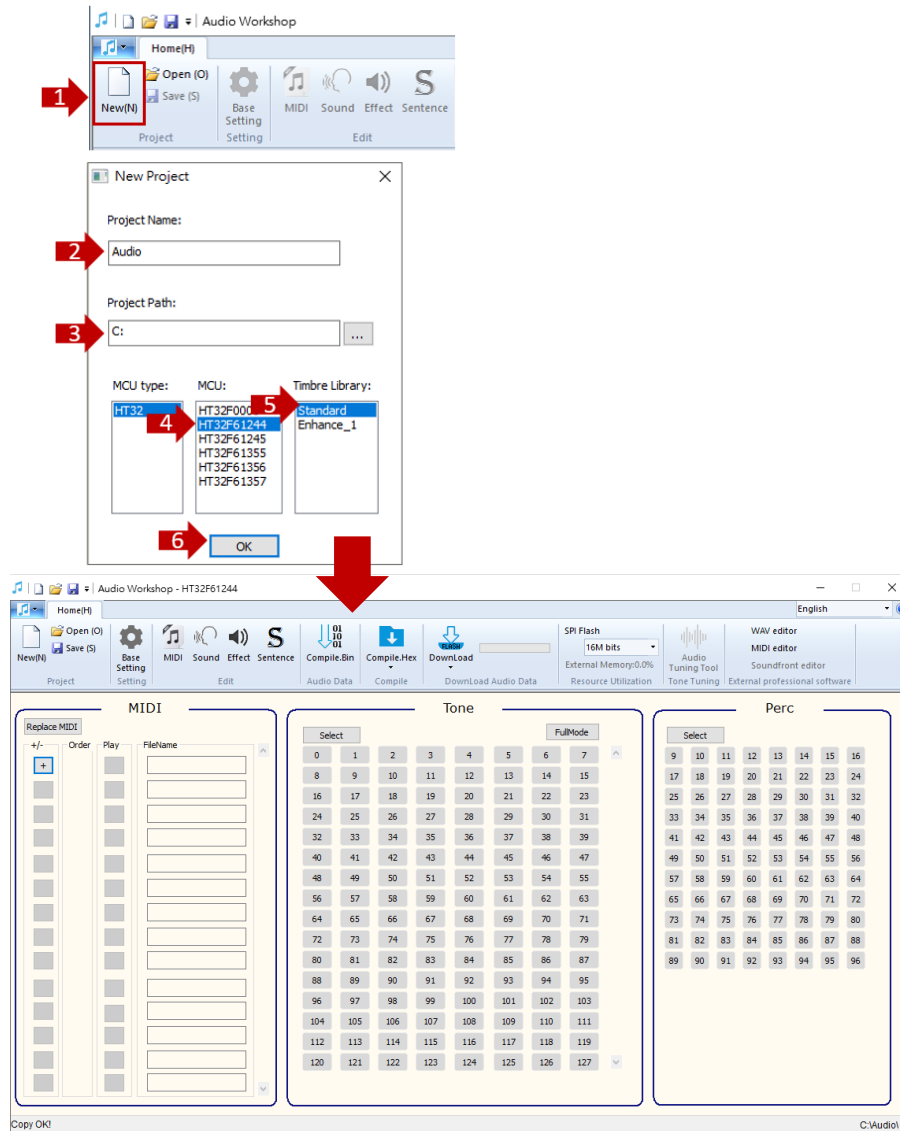 Audio Workshop
Home(H)
1
New(N)
Open (O)
Save (S)
Base
Setting
MIDI Sound Effect Sentence
Project Setting Edit
New Project
Project Name:
2
Audio
Project Path:
3
C:
...
MCU type: MCU: Timbre Library:
HT32
HT32F000
4
HT32F61244
HT32F61245
HT32F61355
HT32F61356
HT32F61357
5
Standard
Enhance_1
6
OK
Audio Workshop - HT32F61244
Home(H) English
New(N)
Open (O)
Save (S)
Base
Setting
MIDI Sound Effect Sentence
01
10
01
Compile.Bin Compile.Hex
FLASH
DownLoad
SPI Flash
16M bits
External Memory:0.0%
Audio
Tuning Tool
WAV editor
MIDI editor
Soundfront editor
Project Setting Edit Audio Data Compile DownLoad Audio Data Resource Utilization Tone Tuning External professional software
MIDI
Replace MIDI
+/- Order Play FileName
+
Tone
Select FullMode
0 1 2 3 4 5 6 7
8 9 10 11 12 13 14 15
16 17 18 19 20 21 22 23
24 25 26 27 28 29 30 31
32 33 34 35 36 37 38 39
40 41 42 43 44 45 46 47
48 49 50 51 52 53 54 55
56 57 58 59 60 61 62 63
64 65 66 67 68 69 70 71
72 73 74 75 76 77 78 79
80 81 82 83 84 85 86 87
88 89 90 91 92 93 94 95
96 97 98 99 100 101 102 103
104 105 106 107 108 109 110 111
112 113 114 115 116 117 118 119
120 121 122 123 124 125 126 127
Perc
Select
9 10 11 12 13 14 15 16
17 18 19 20 21 22 23 24
25 26 27 28 29 30 31 32
33 34 35 36 37 38 39 40
41 42 43 44 45 46 47 48
49 50 51 52 53 54 55 56
57 58 59 60 61 62 63 64
65 66 67 68 69 70 71 72
73 74 75 76 77 78 79 80
81 82 83 84 85 86 87 88
89 90 91 92 93 94 95 96
Copy OK! C:\Audio\